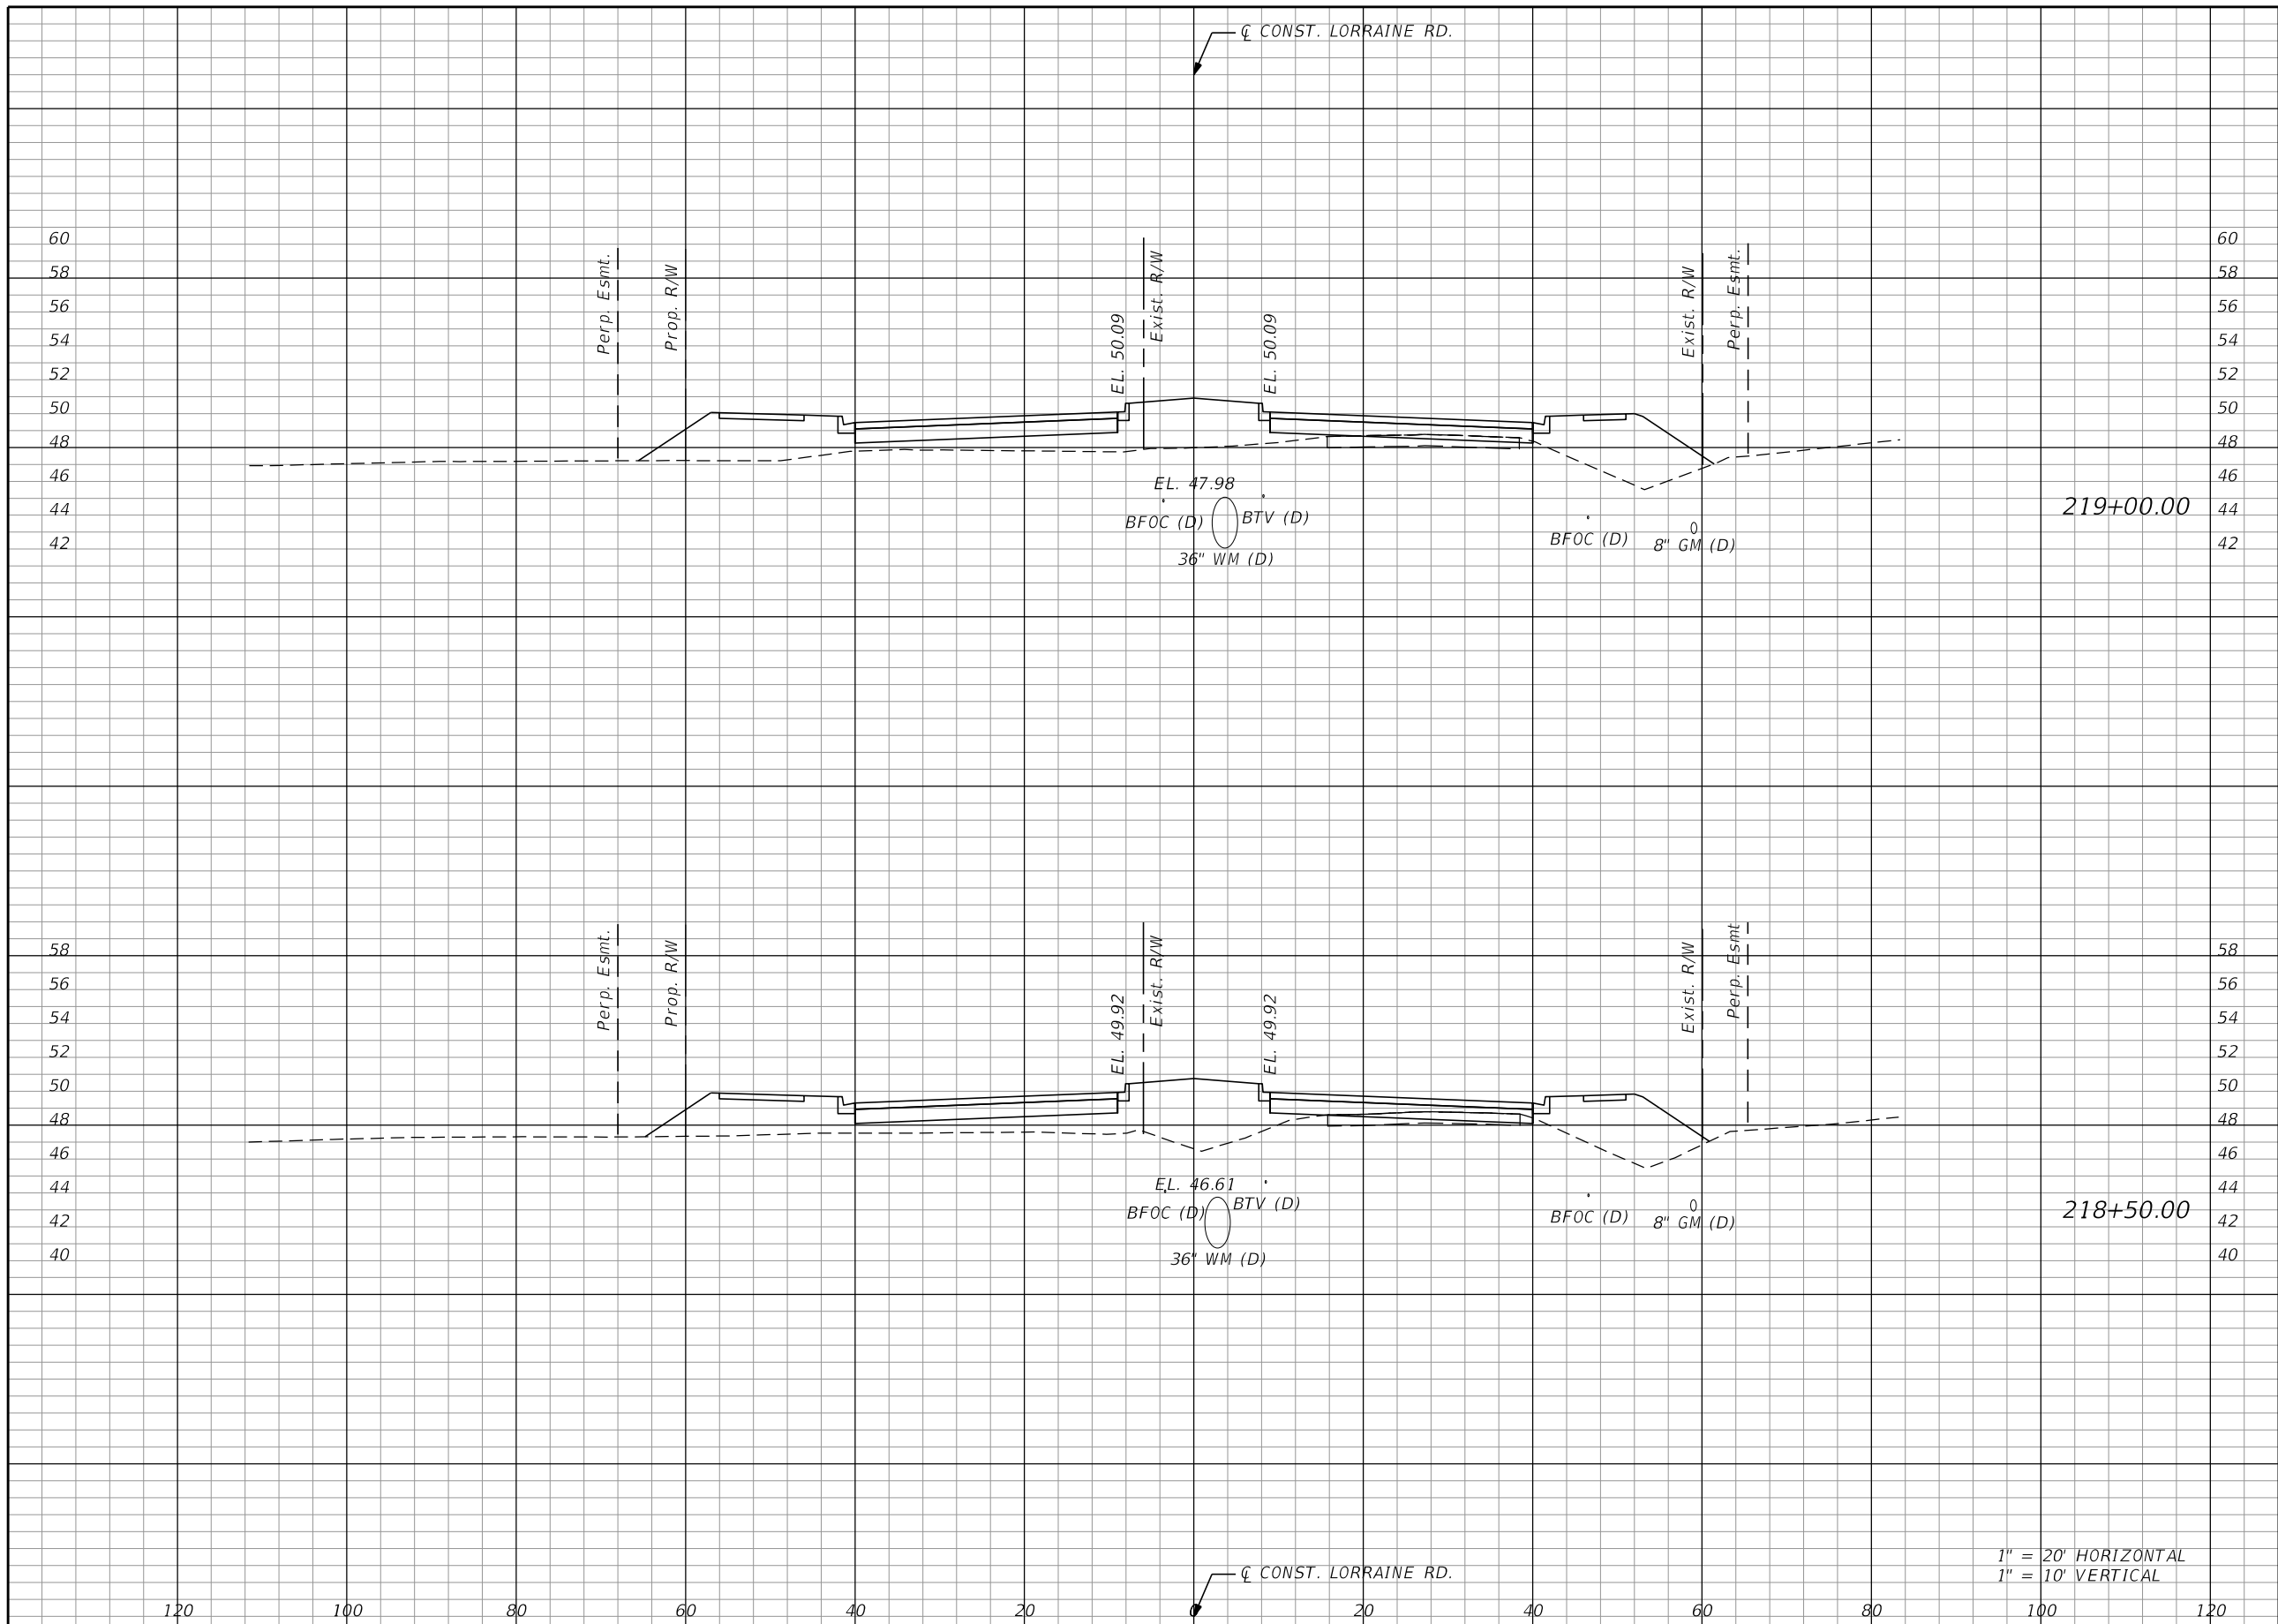 ℄ CONST. LORRAINE RD.
60 60
58 58
56 56
54 54
52 52
50 50
48 48
46 46
44 44
42 42
Perp. Esmt.
Prop. R/W
EL. 50.09
Exist. R/W
EL. 50.09
Exist. R/W
Perp. Esmt.
EL. 47.98
BFOC (D)
BTV (D)
36" WM (D)
BFOC (D)
8" GM (D)
219+00.00
58 58
56 56
54 54
52 52
50 50
48 48
46 46
44 44
42 42
40 40
Perp. Esmt.
Prop. R/W
EL. 49.92
Exist. R/W
EL. 49.92
Exist. R/W
Perp. Esmt
EL. 46.61
BFOC (D)
BTV (D)
36" WM (D)
BFOC (D)
8" GM (D)
218+50.00
1" = 20' HORIZONTAL
1" = 10' VERTICAL
℄ CONST. LORRAINE RD.
120 100 80 60 40 20 0 20 40 60 80 100 120